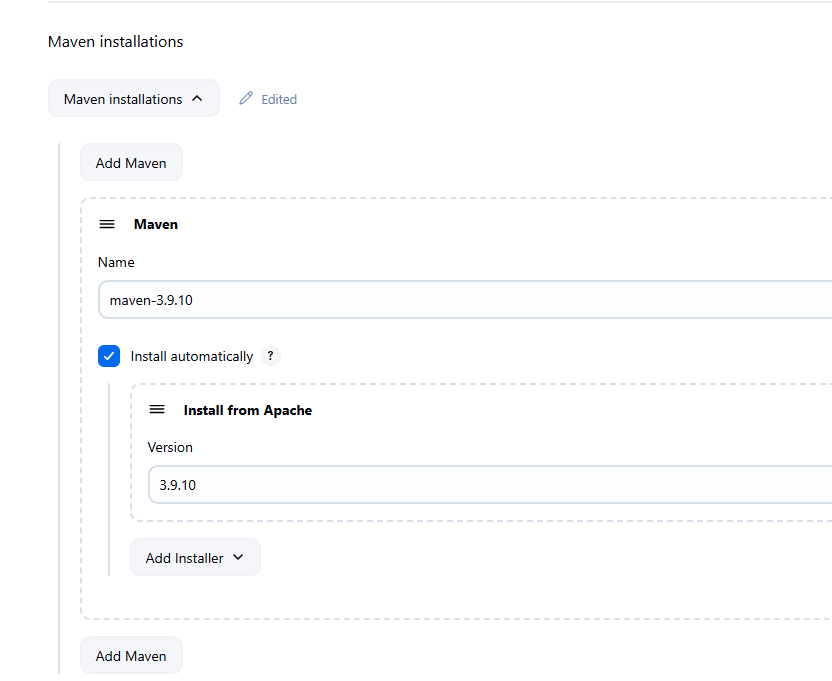 Maven installations
Maven installations
Edited
Add Maven
Maven
Name
maven-3.9.10
Install automatically ?
Install from Apache
Version
3.9.10
Add Installer
Add Maven